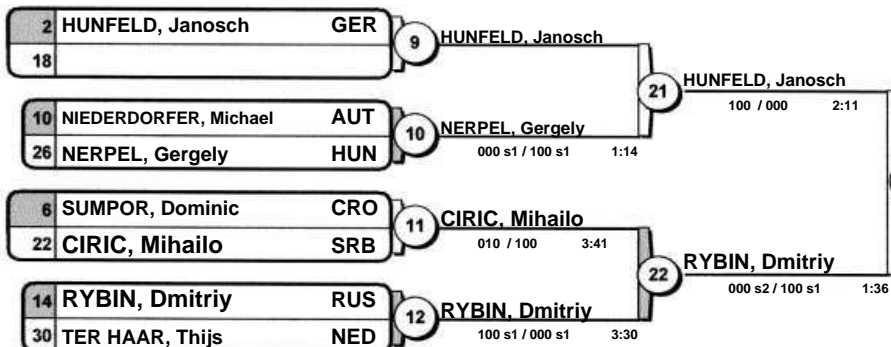 2 HUNFELD, Janosch GER
18
9
HUNFELD, Janosch
10 NIEDERDORFER, Michael AUT
26 NERPEL, Gergely HUN
10
NERPEL, Gergely
000 s1 / 100 s1 1:14
21
HUNFELD, Janosch
100 / 000 2:11
6 SUMPOR, Dominic CRO
22 CIRIC, Mihailo SRB
11
CIRIC, Mihailo
010 / 100 3:41
14 RYBIN, Dmitriy RUS
30 TER HAAR, Thijs NED
12
RYBIN, Dmitriy
100 s1 / 000 s1 3:30
22
RYBIN, Dmitriy
000 s2 / 100 s1 1:36